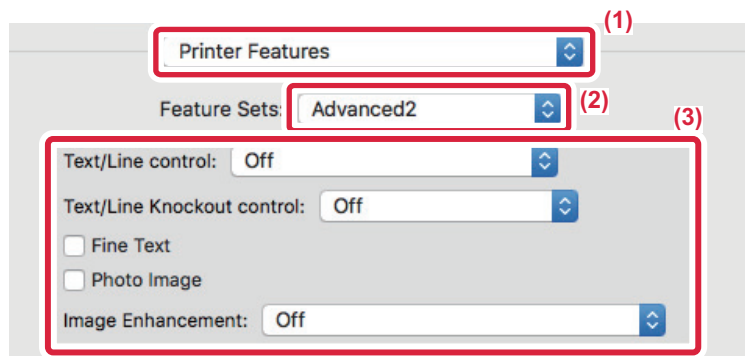 (1)
Printer Features
Feature Sets: Advanced2 (2)
(3)
Text/Line control: Off
Text/Line Knockout control: Off
Fine Text
Photo Image
Image Enhancement: Off